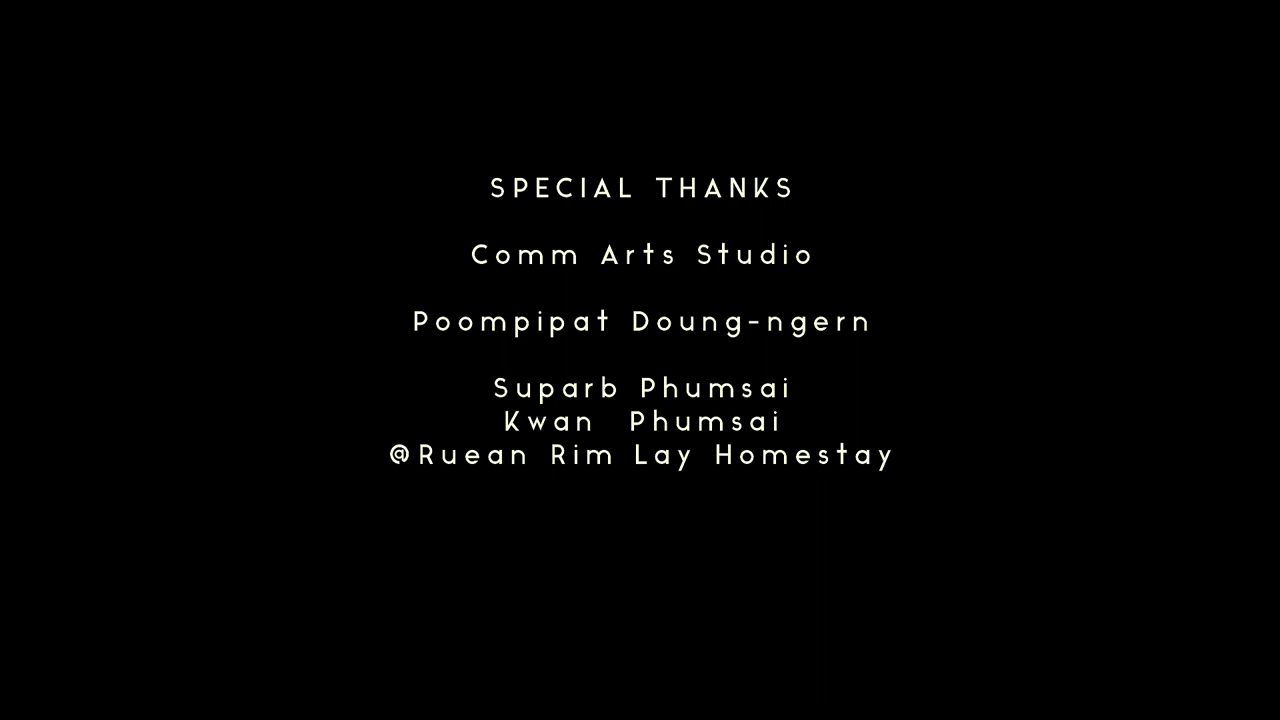 SPECIAL THANKS
Comm Arts Studio
Poompipat Doung-ngern
Suparb Phumsai
Kwan Phumsai
@Ruean Rim Lay Homestay